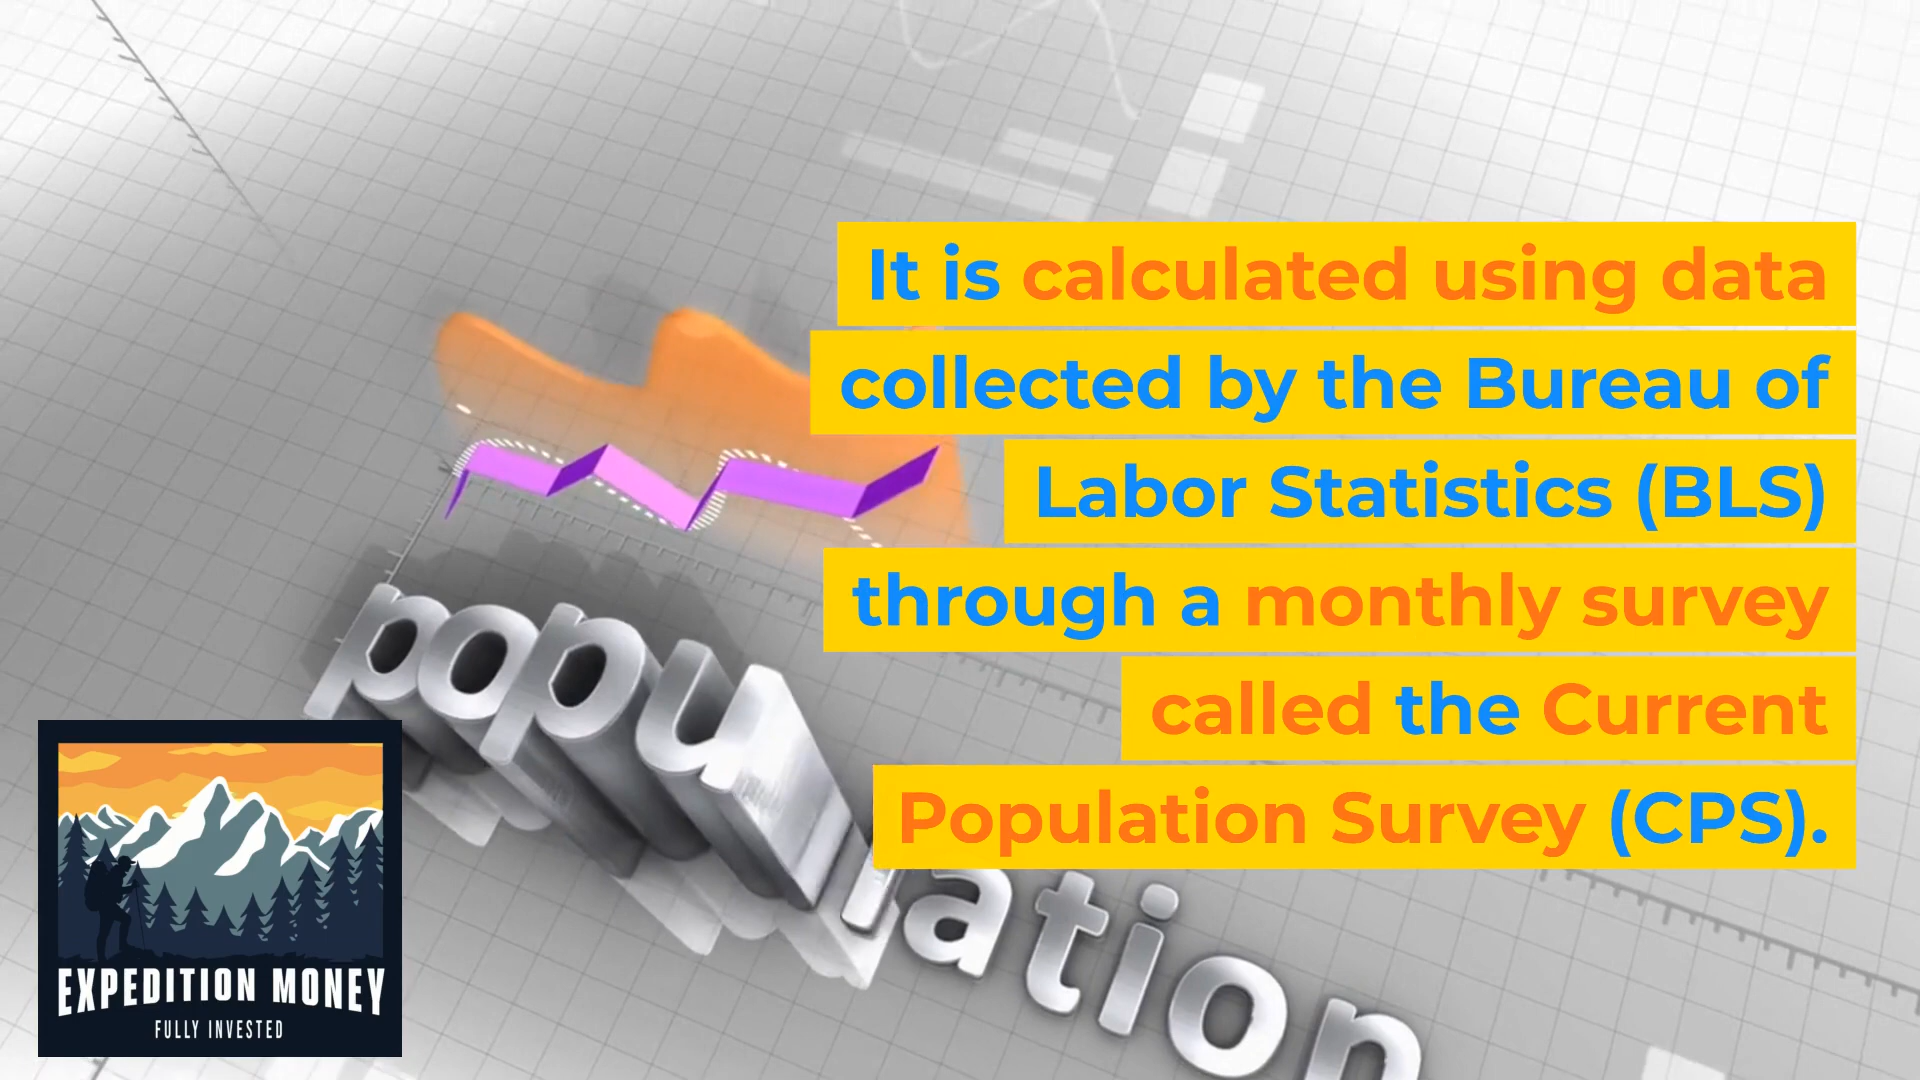 It is calculated using data
collected by the Bureau of
Labor Statistics (BLS)
through a monthly survey
called the Current
Population Survey (CPS).
population
EXPEDITION MONEY
FULLY INVESTED